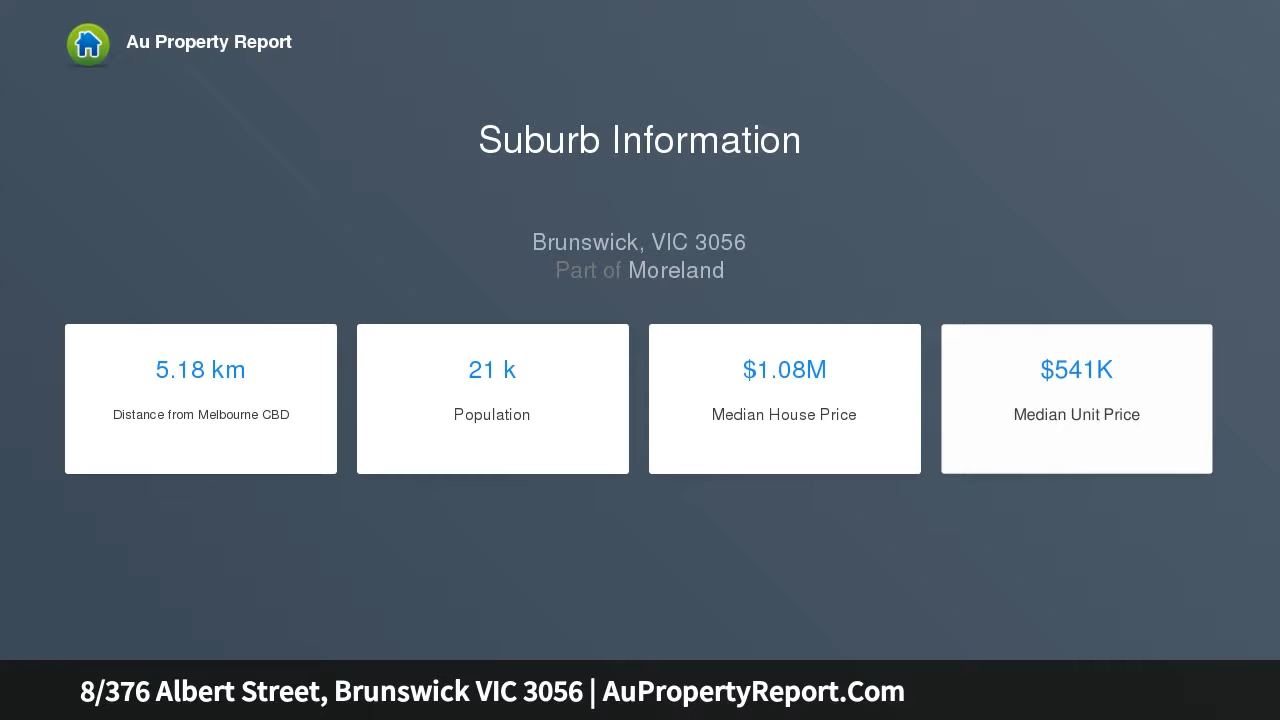 Au Property Report
Suburb Information
Brunswick, VIC 3056
Part of Moreland
5.18 km
Distance from Melbourne CBD
21 k
Population
$1.08M
Median House Price
$541K
Median Unit Price
8/376 Albert Street, Brunswick VIC 3056 | AuPropertyReport.Com